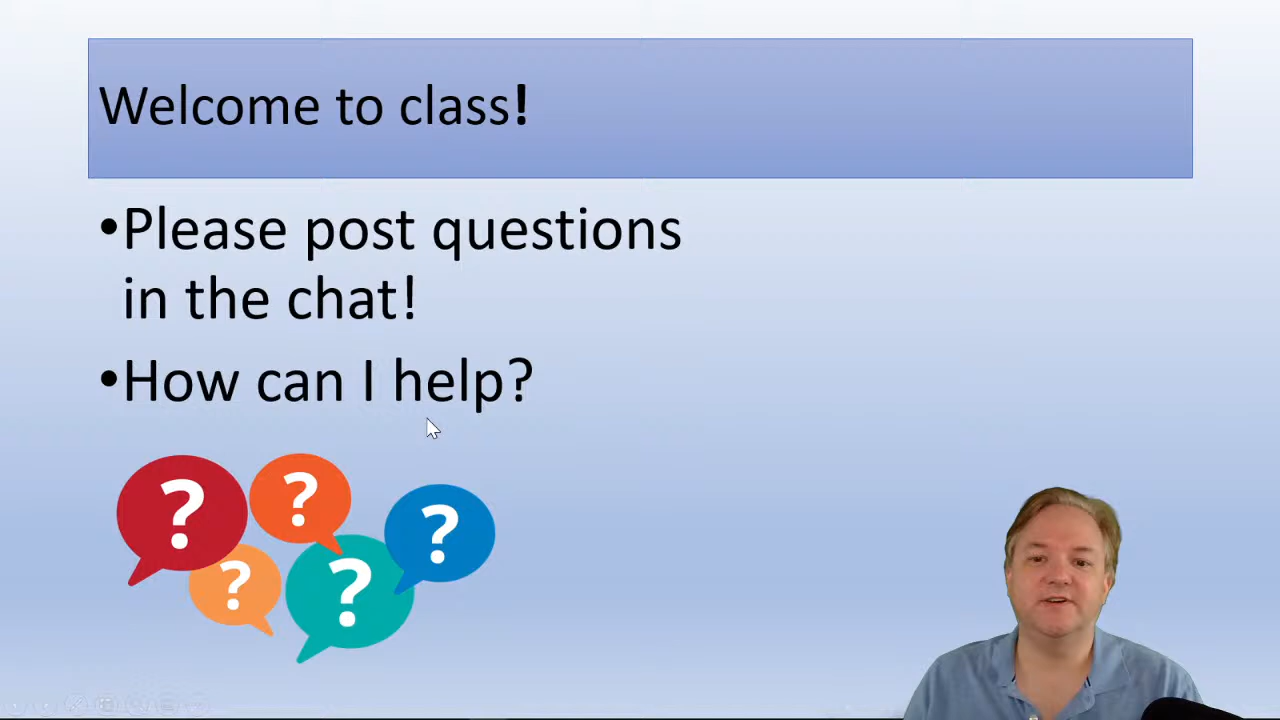 Welcome to class!
•Please post questions
in the chat!
•How can I help?
?
?
?
?
?